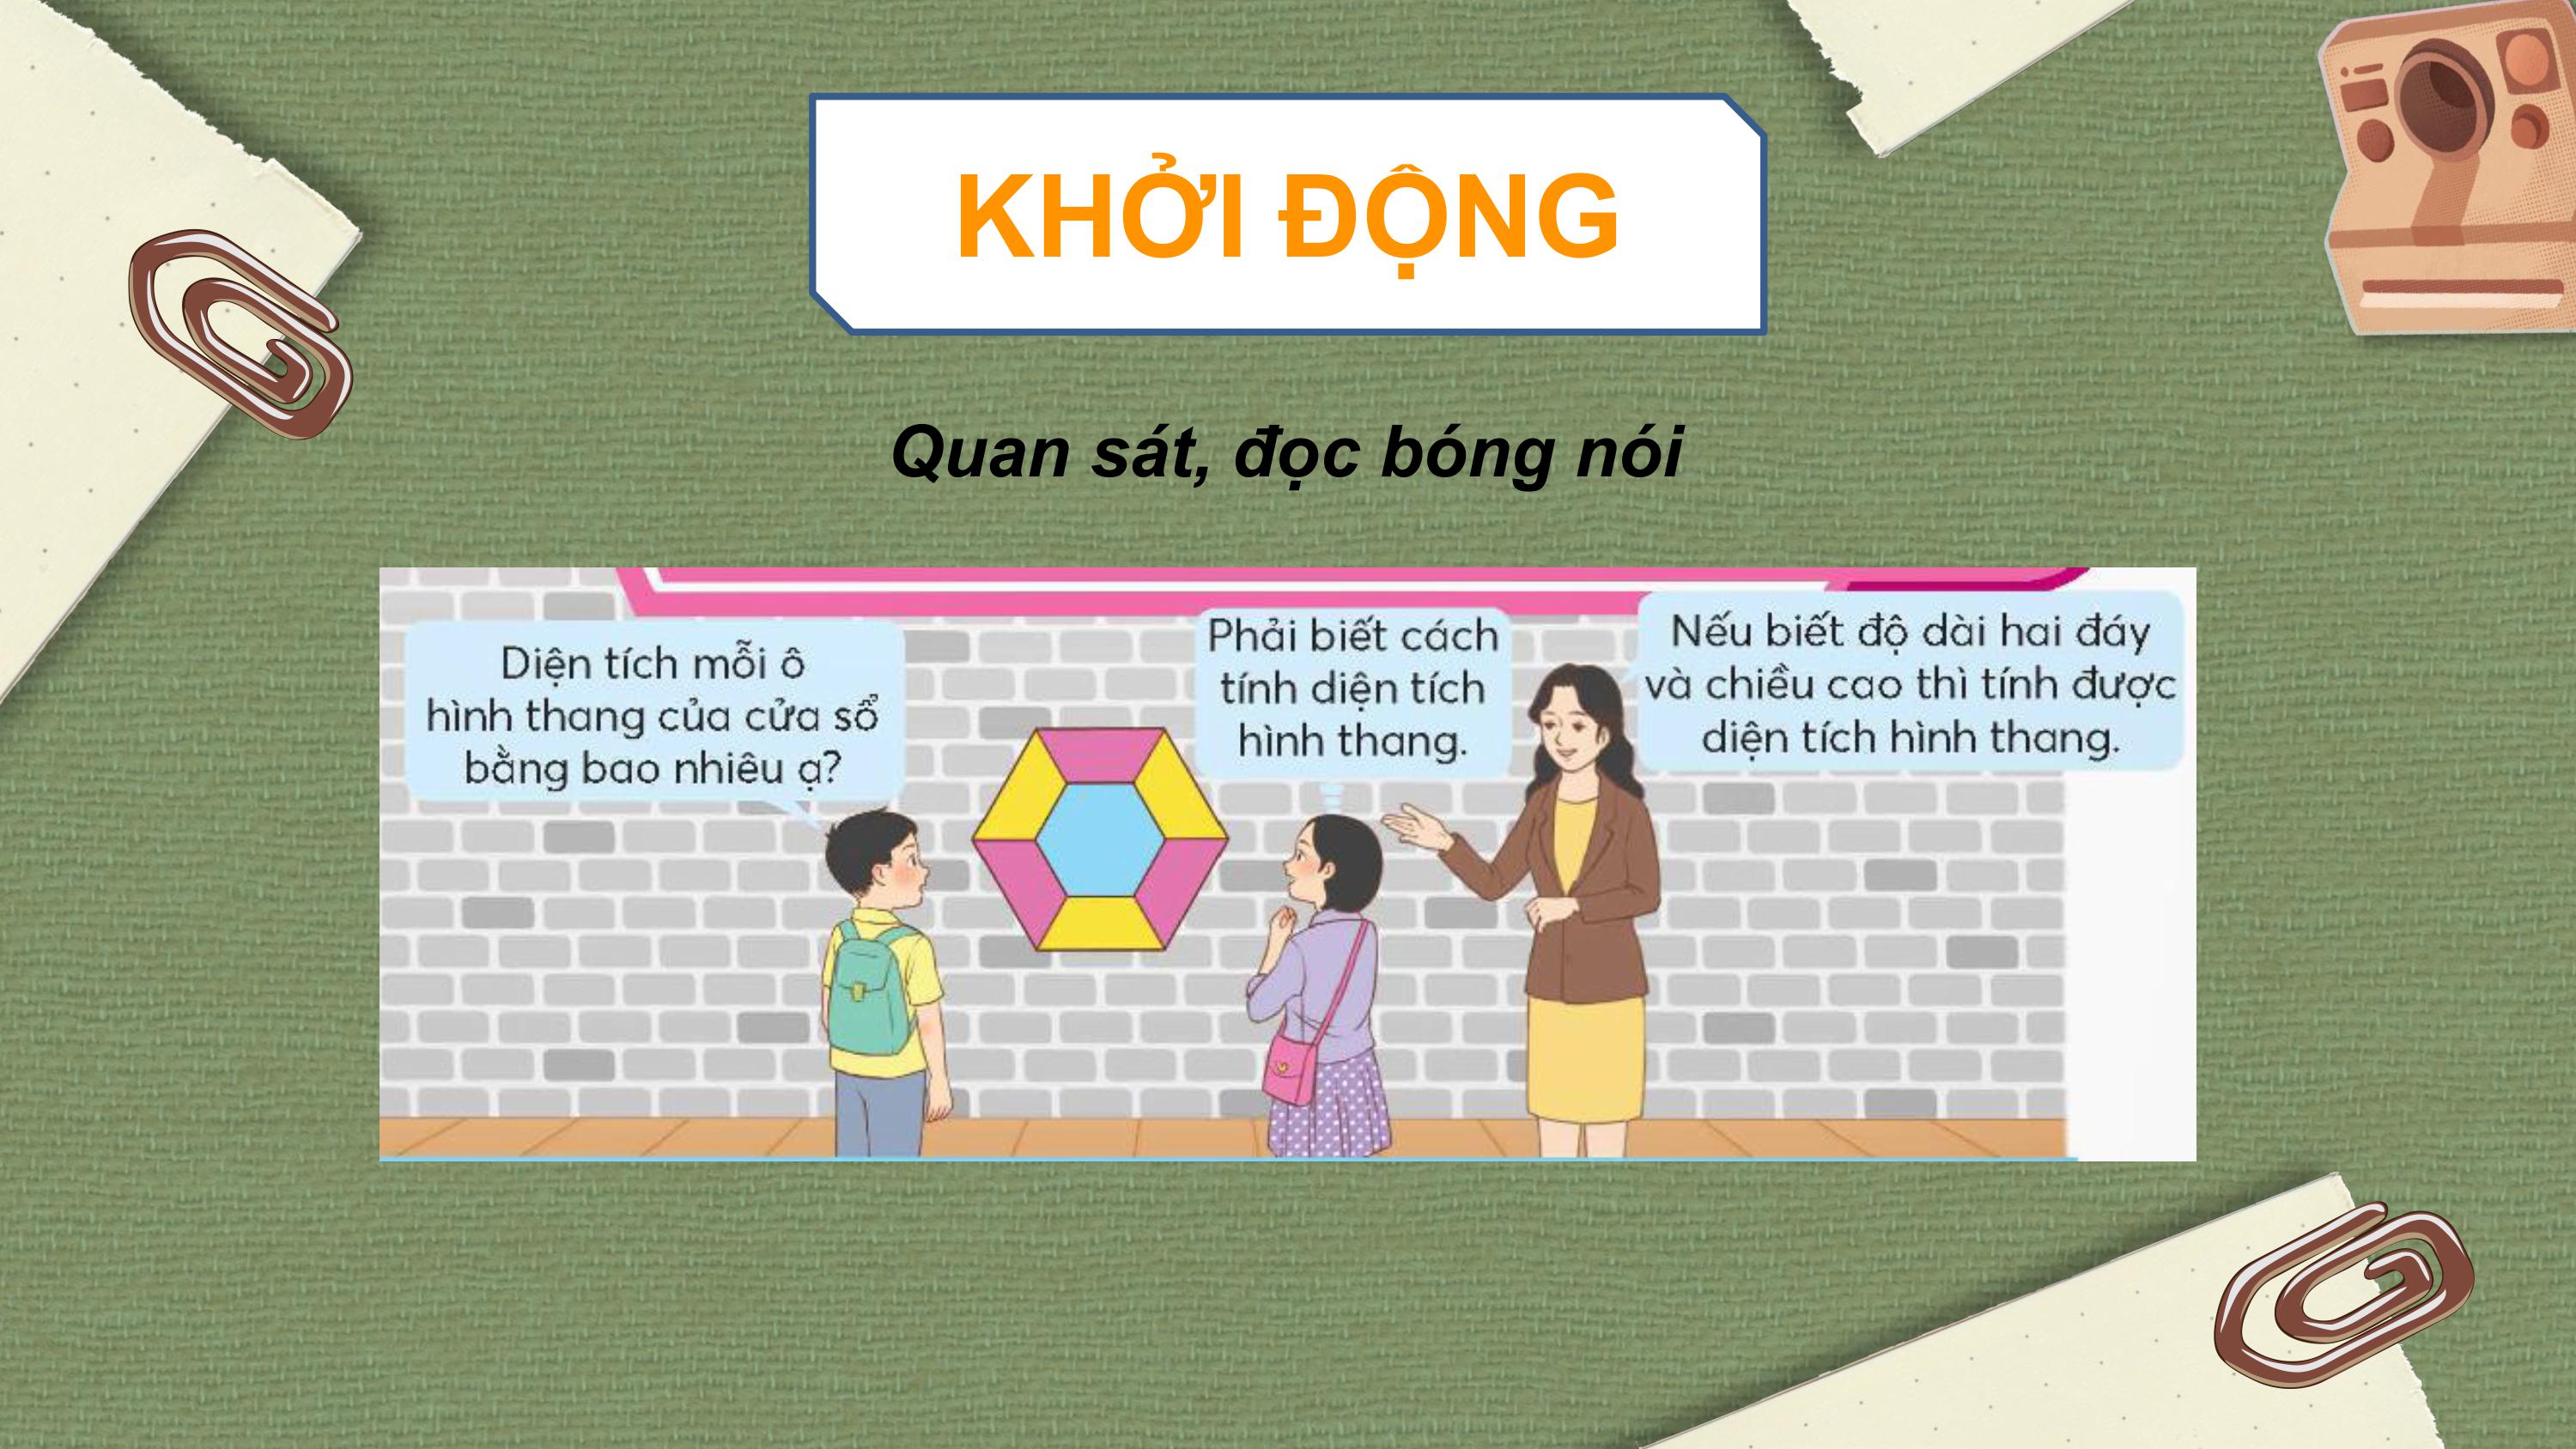 KHỞI ĐỘNG
Quan sát, đọc bóng nói
Diện tích mỗi ô
hình thang của cửa sổ
bằng bao nhiêu ạ?
Phải biết cách
tính diện tích
hình thang.
Nếu biết độ dài hai đáy
và chiều cao thì tính được
diện tích hình thang.